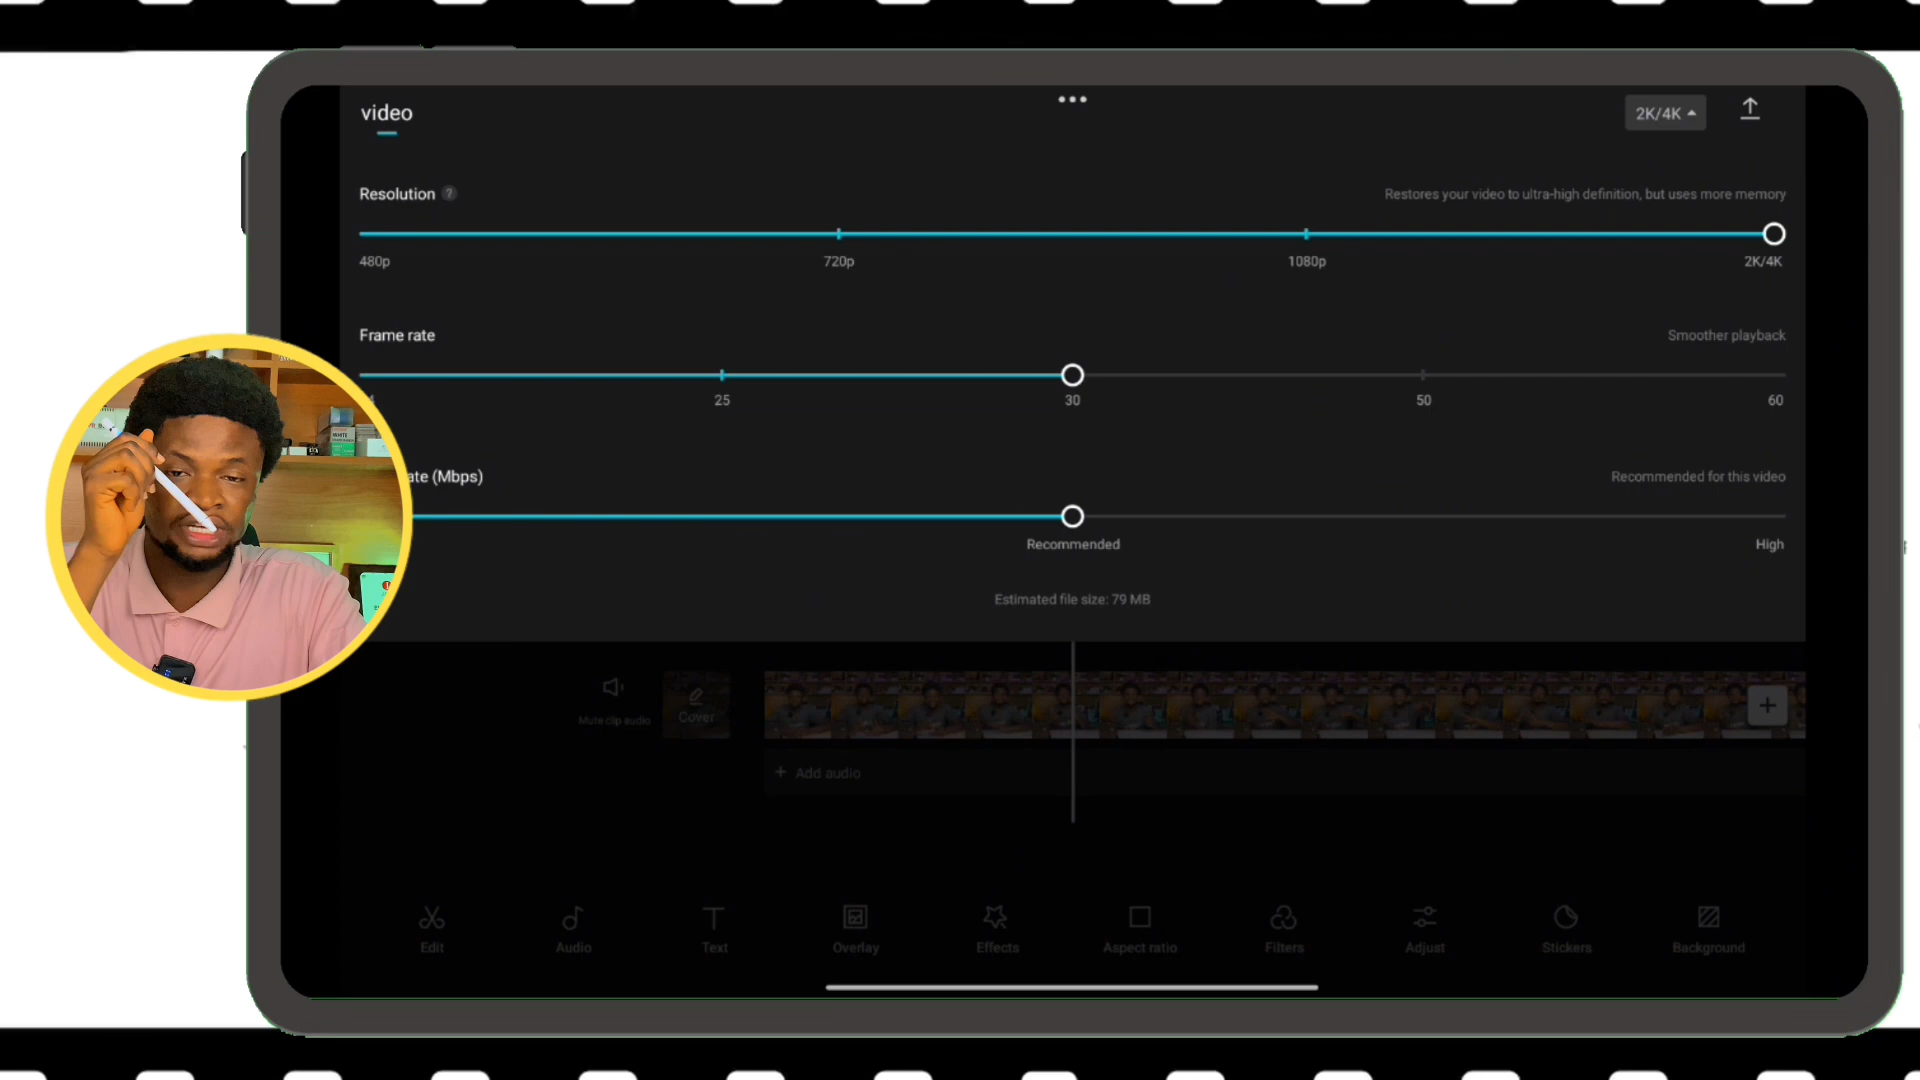 video
2K/4K
Resolution ?
Restores your video to ultra-high definition, but uses more memory
480p 720p 1080p 2K/4K
Frame rate
Smoother playback
25 30 50 60
ate (Mbps)
Recommended for this video
Recommended High
Estimated file size: 79 MB
Mute clip audio
Cover
+ Add audio
Edit Audio Text Overlay Effects Aspect ratio Filters Adjust Stickers Background
WHITE